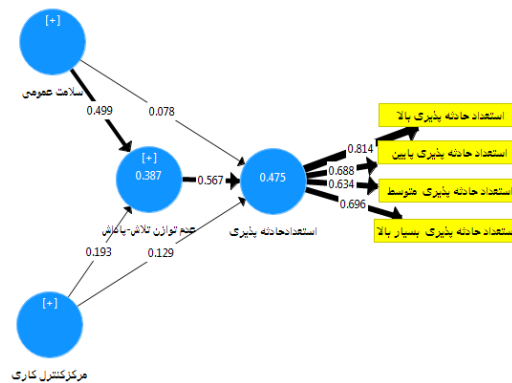 [+]
سلامت عمومی
0.499
0.078
استعداد حادثه پذیری بالا
0.814
استعداد حادثه پذیری پایین
[+]
0.387
0.567
0.475
0.688
0.634
استعداد حادثه پذیری متوسط
0.696
استعداد حادثه پذیری بسیار بالا
عدم توازن تلاش-پاداش
استعدادحادثه پذیری
0.193
0.129
[+]
مرکزکنترل کاری